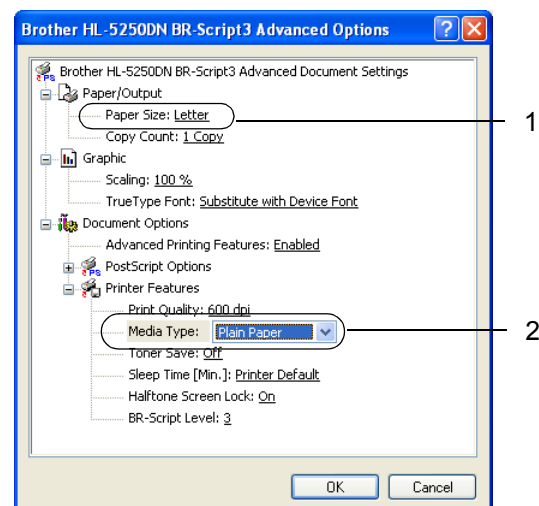 Brother HL-5250DN BR-Script3 Advanced Options
Brother HL-5250DN BR-Script3 Advanced Document Settings
Paper/Output
Paper Size: Letter
1
Copy Count: 1 Copy
Graphic
Scaling: 100 %
TrueType Font: Substitute with Device Font
Document Options
Advanced Printing Features: Enabled
PostScript Options
Printer Features
Print Quality: 600 dpi
Media Type: Plain Paper
2
Toner Save: Off
Sleep Time [Min.]: Printer Default
Halftone Screen Lock: On
BR-Script Level: 3
OK Cancel